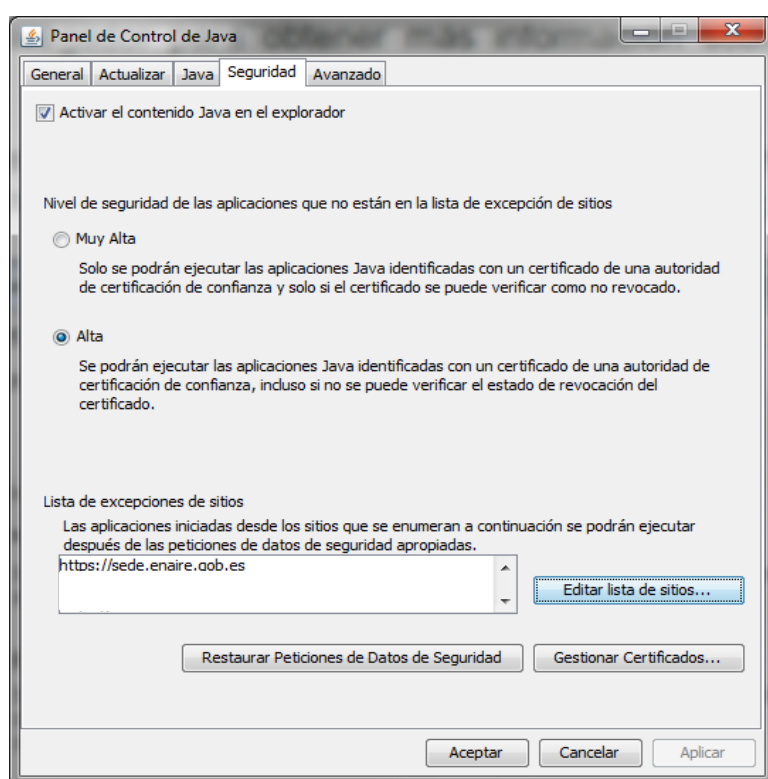 Panel de Control de Java
obtener más
General Actualizar Java Seguridad Avanzado
Activar el contenido Java en el explorador
Nivel de seguridad de las aplicaciones que no están en la lista de excepción de sitios
Muy Alta
Solo se podrán ejecutar las aplicaciones Java identificadas con un certificado de una autoridad
de certificación de confianza y solo si el certificado se puede verificar como no revocado.
Alta
Se podrán ejecutar las aplicaciones Java identificadas con un certificado de una autoridad de
certificación de confianza, incluso si no se puede verificar el estado de revocación del
certificado.
Lista de excepciones de sitios
Las aplicaciones iniciadas desde los sitios que se enumeran a continuación se podrán ejecutar
después de las peticiones de datos de seguridad apropiadas.
https://sede.enaire.gob.es
Editar lista de sitios...
Restaurar Peticiones de Datos de Seguridad Gestionar Certificados...
Aceptar Cancelar Aplicar